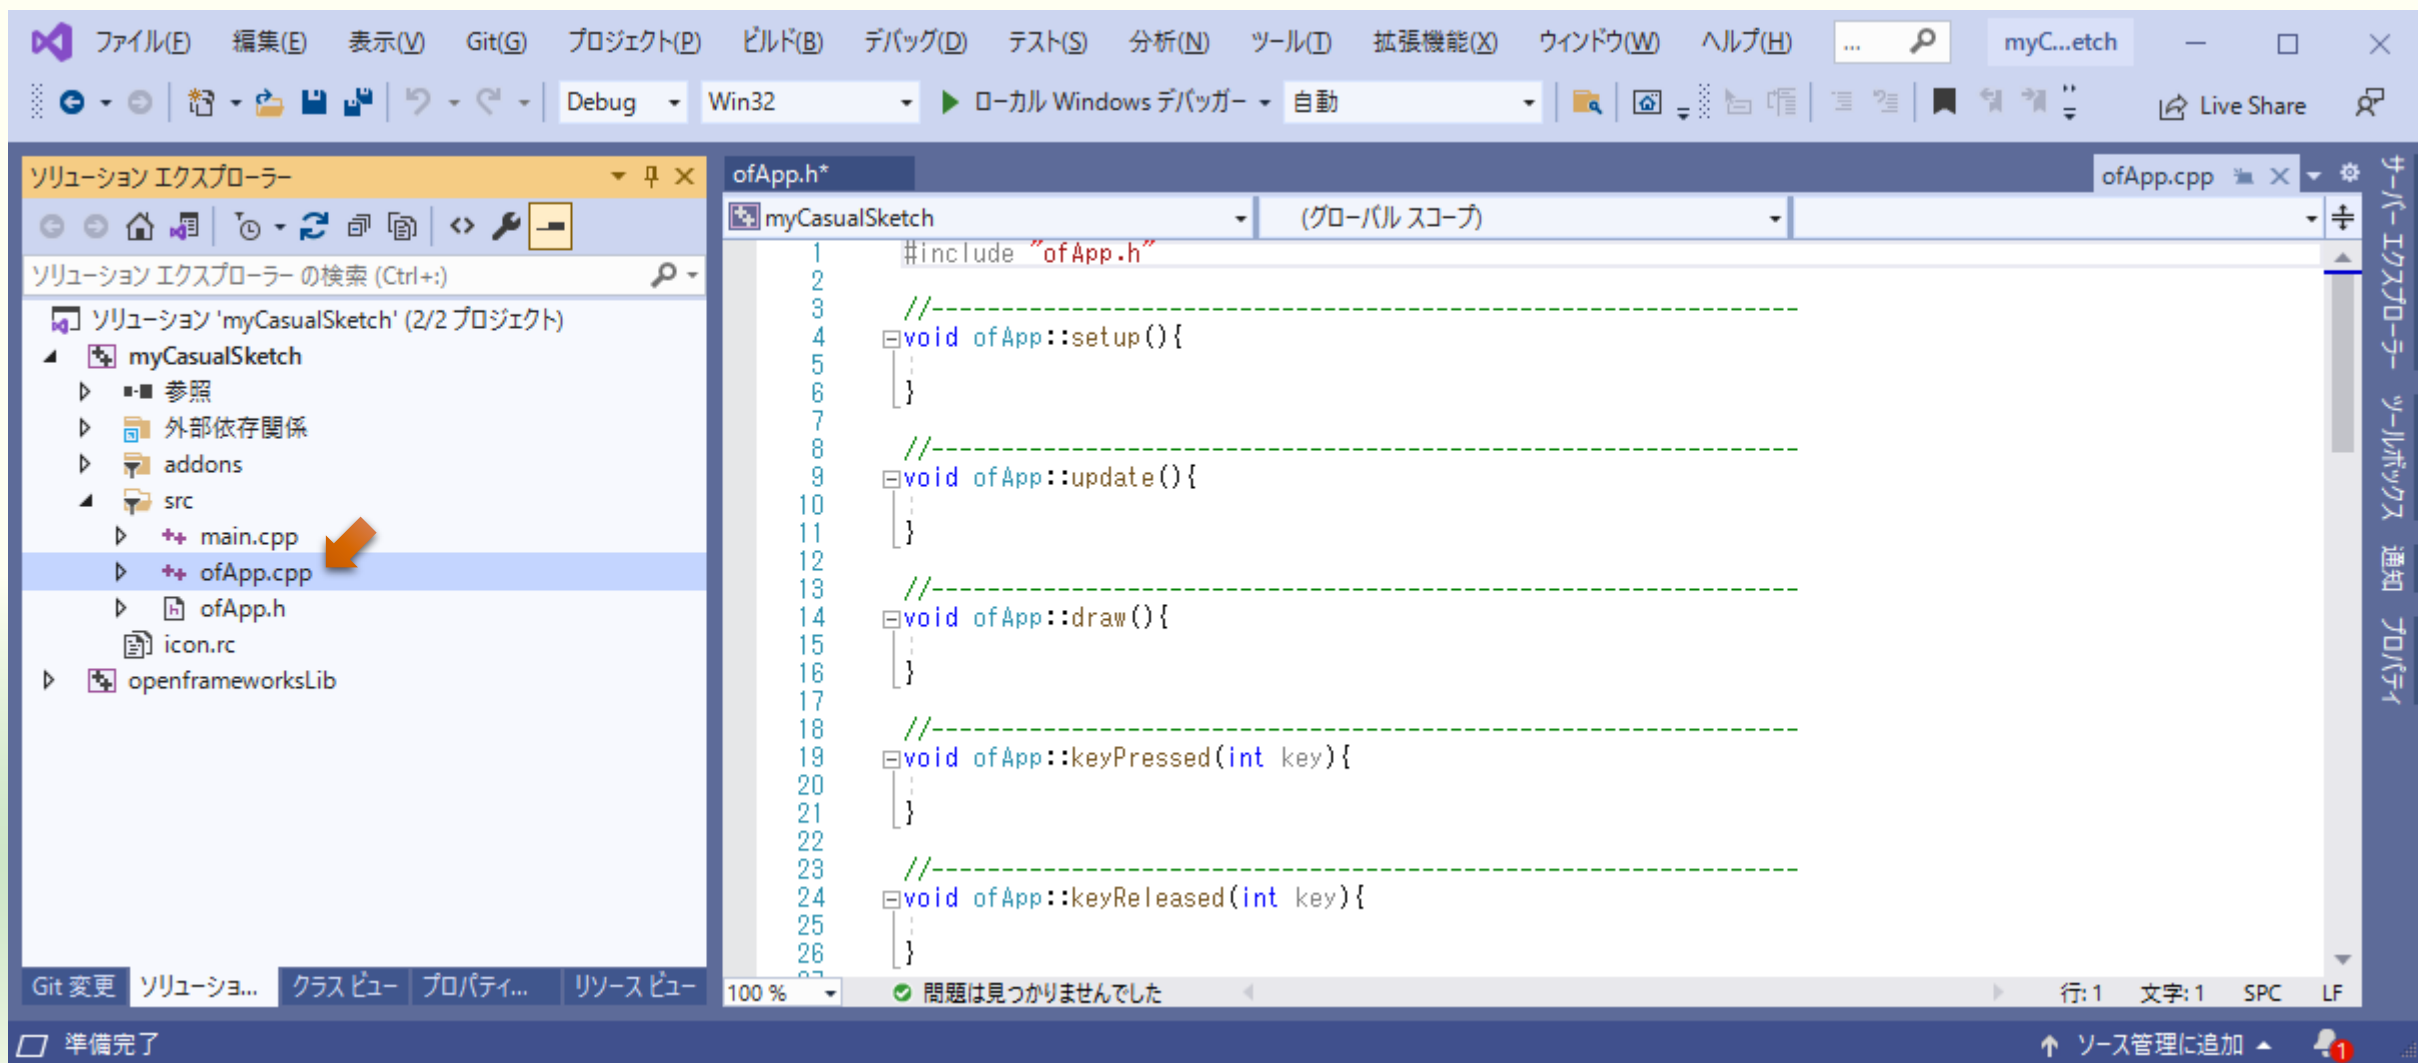 ファイル(F) 編集(E) 表示(V) Git(G) プロジェクト(P) ビルド(B) デバッグ(D) テスト(S) 分析(N) ツール(T) 拡張機能(X) ウィンドウ(W) ヘルプ(H) ... myC...etch
Debug Win32 ローカル Windows デバッガー 自動 Live Share
ソリューション エクスプローラー
ソリューション エクスプローラー の検索 (Ctrl+:)
ソリューション 'myCasualSketch' (2/2 プロジェクト)
myCasualSketch
参照
外部依存関係
addons
src
main.cpp
ofApp.cpp
ofApp.h
icon.rc
openframeworksLib
Git 変更 ソリューショ... クラス ビュー プロパティ... リソース ビュー
ofApp.h* ofApp.cpp
myCasualSketch (グローバル スコープ)
1 #include "ofApp.h"
2
3 //--------------------------------------------------------------
4 void ofApp::setup(){
5
6 }
7
8 //--------------------------------------------------------------
9 void ofApp::update(){
10
11 }
12
13 //--------------------------------------------------------------
14 void ofApp::draw(){
15
16 }
17
18 //--------------------------------------------------------------
19 void ofApp::keyPressed(int key){
20
21 }
22
23 //--------------------------------------------------------------
24 void ofApp::keyReleased(int key){
25
26 }
100 % 問題は見つかりませんでした 行: 1 文字: 1 SPC LF
サーバー エクスプローラー
ツールボックス
通知
プロパティ
準備完了 ソース管理に追加 1